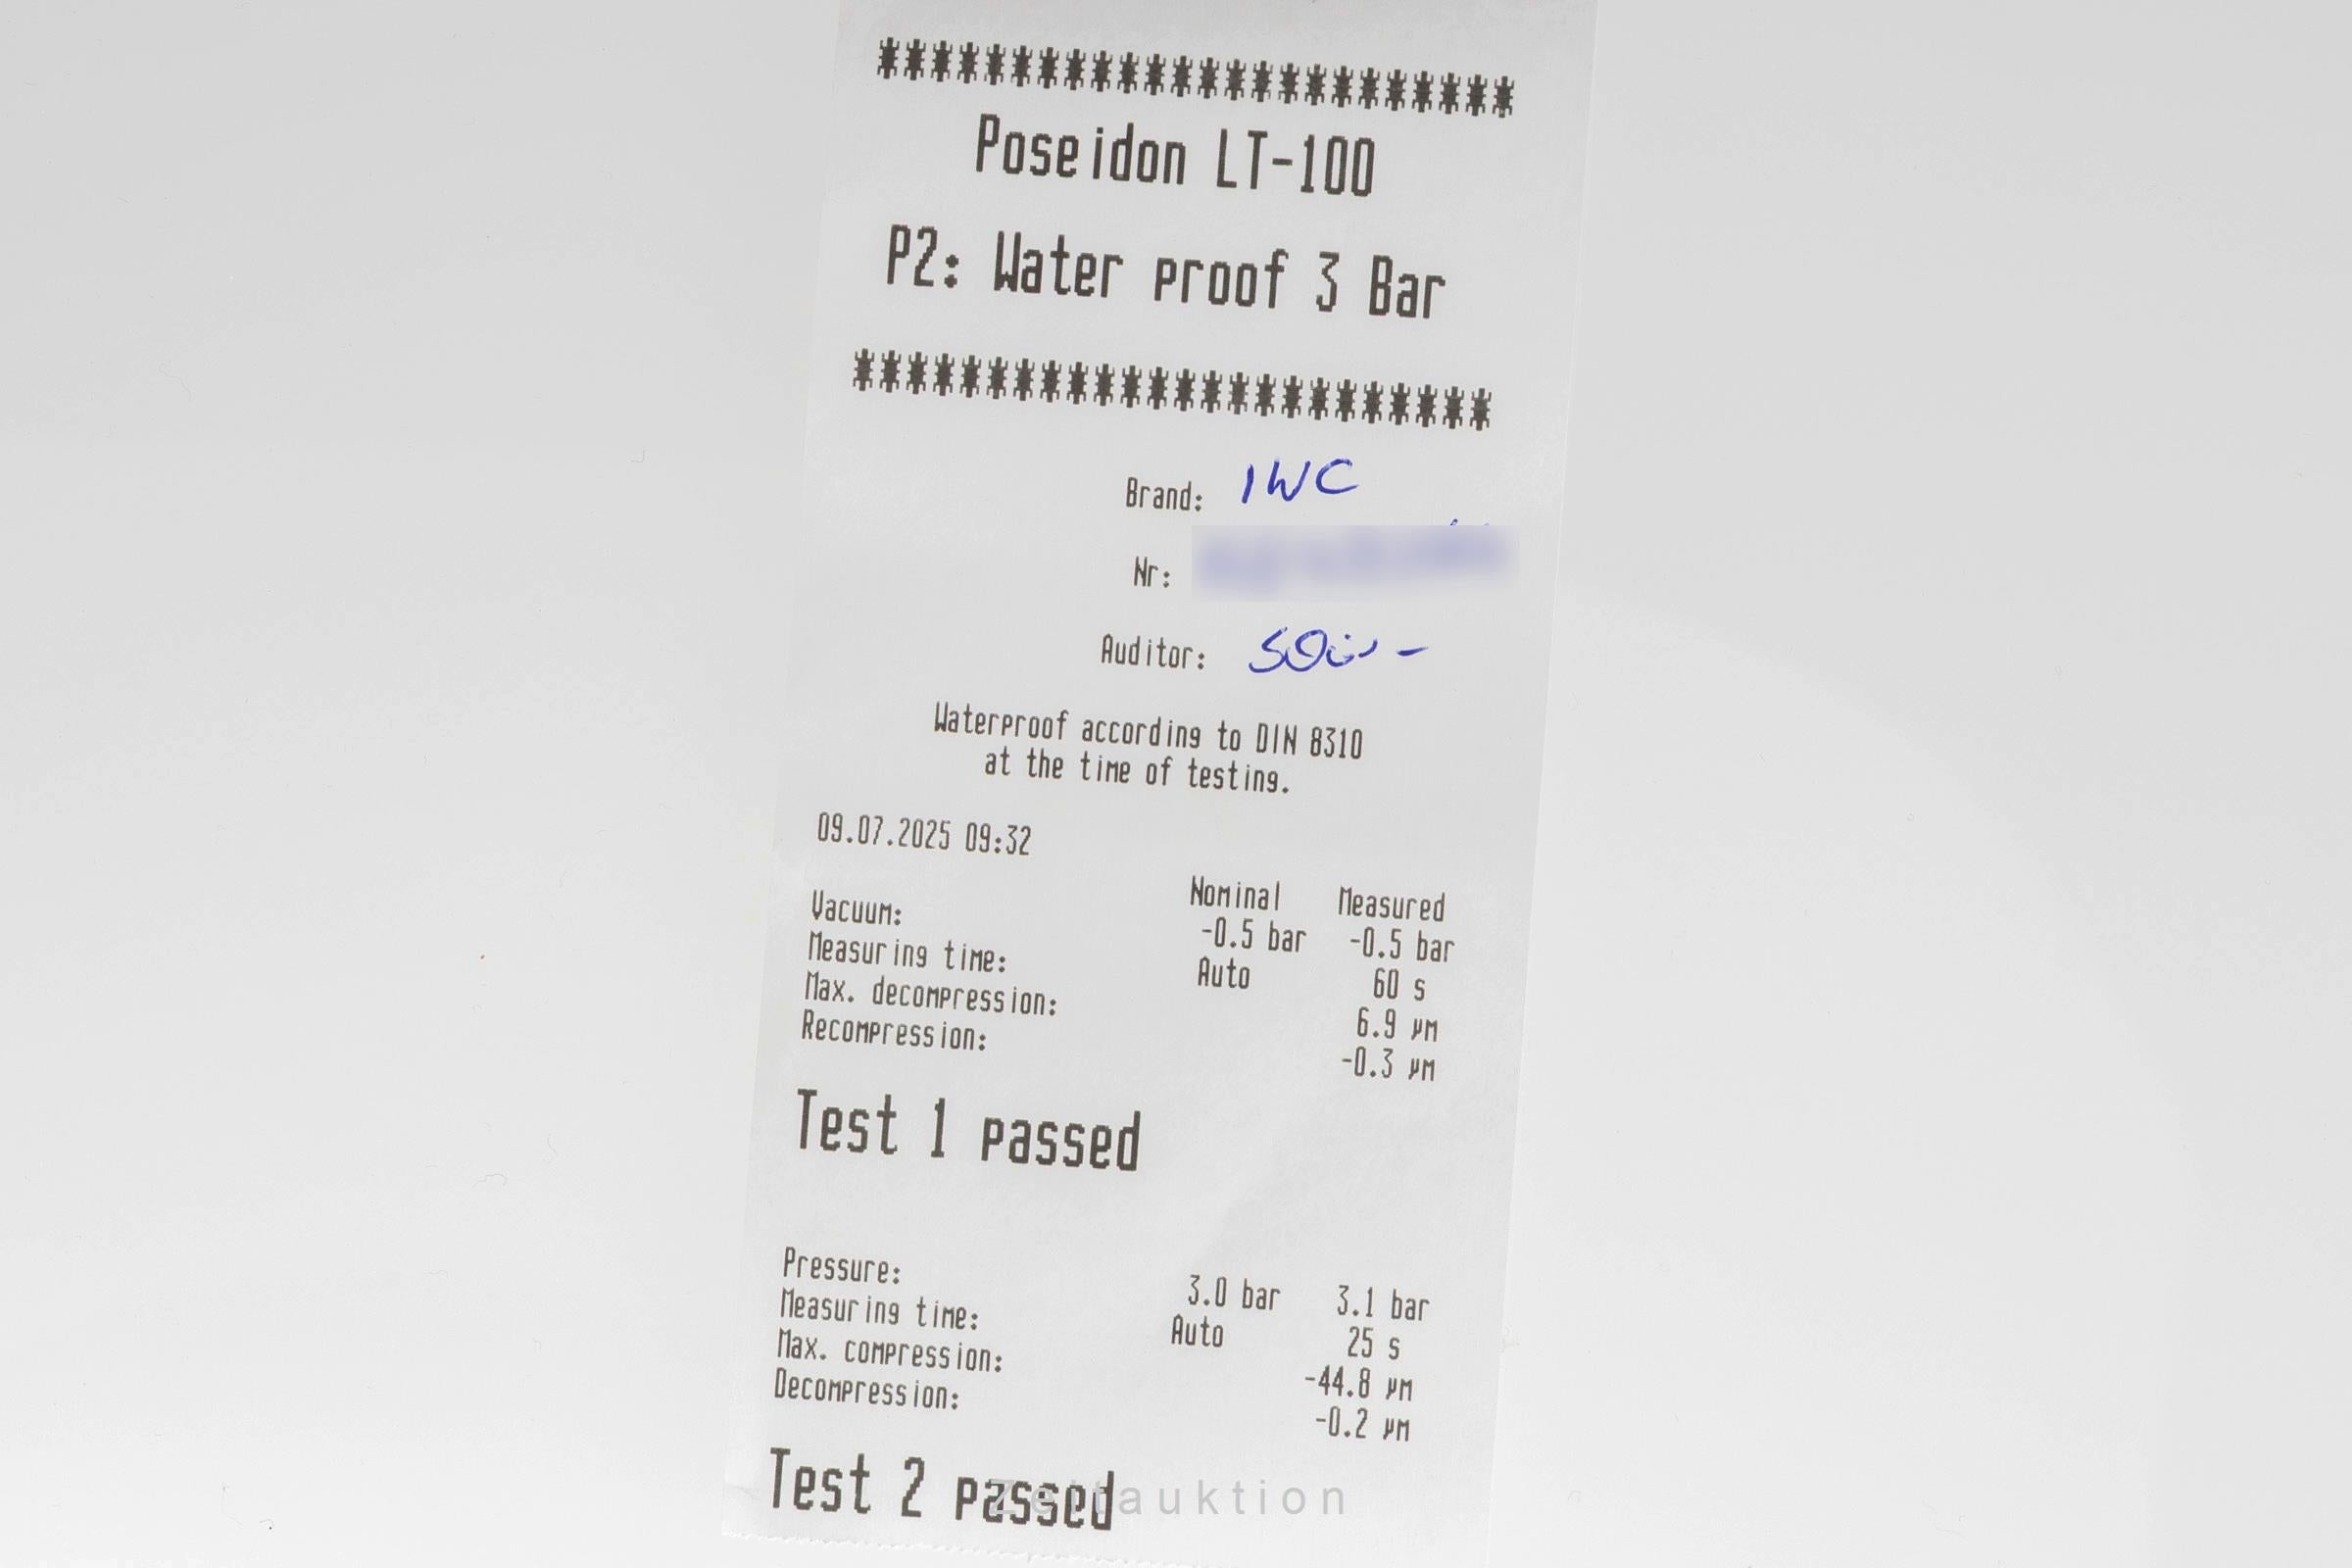 ************************
Poseidon LT-100
P2: Water proof 3 Bar
************************
Brand: IWC
Nr:
Auditor:
Waterproof according to DIN 8310
at the time of testing.
09.07.2025 09:32
Nominal Measured
Vacuum: -0.5 bar -0.5 bar
Measuring time: Auto 60 s
Max. decompression: 6.9 µm
Recompression: -0.3 µm
Test 1 passed
Pressure: 3.0 bar 3.1 bar
Measuring time: Auto 25 s
Max. compression: -44.8 µm
Decompression: -0.2 µm
Test 2 passed
Zeitauktion